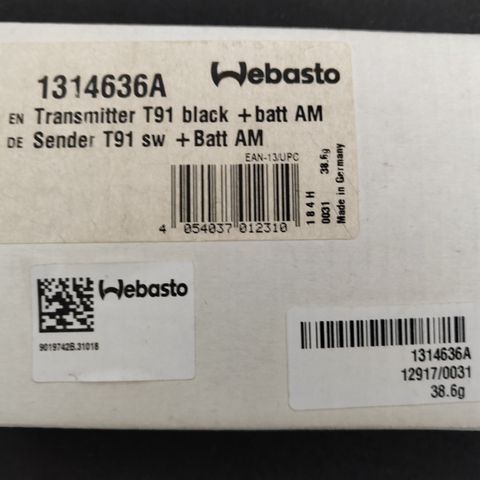 1314636A
Webasto
EN Transmitter T91 black + batt AM
DE Sender T91 sw + Batt AM
EAN-13/UPC
4 054037 012310
184H
0031 38.6g
Made in Germany
Webasto
9019742B.31018
1314636A
12917/0031
38.6g